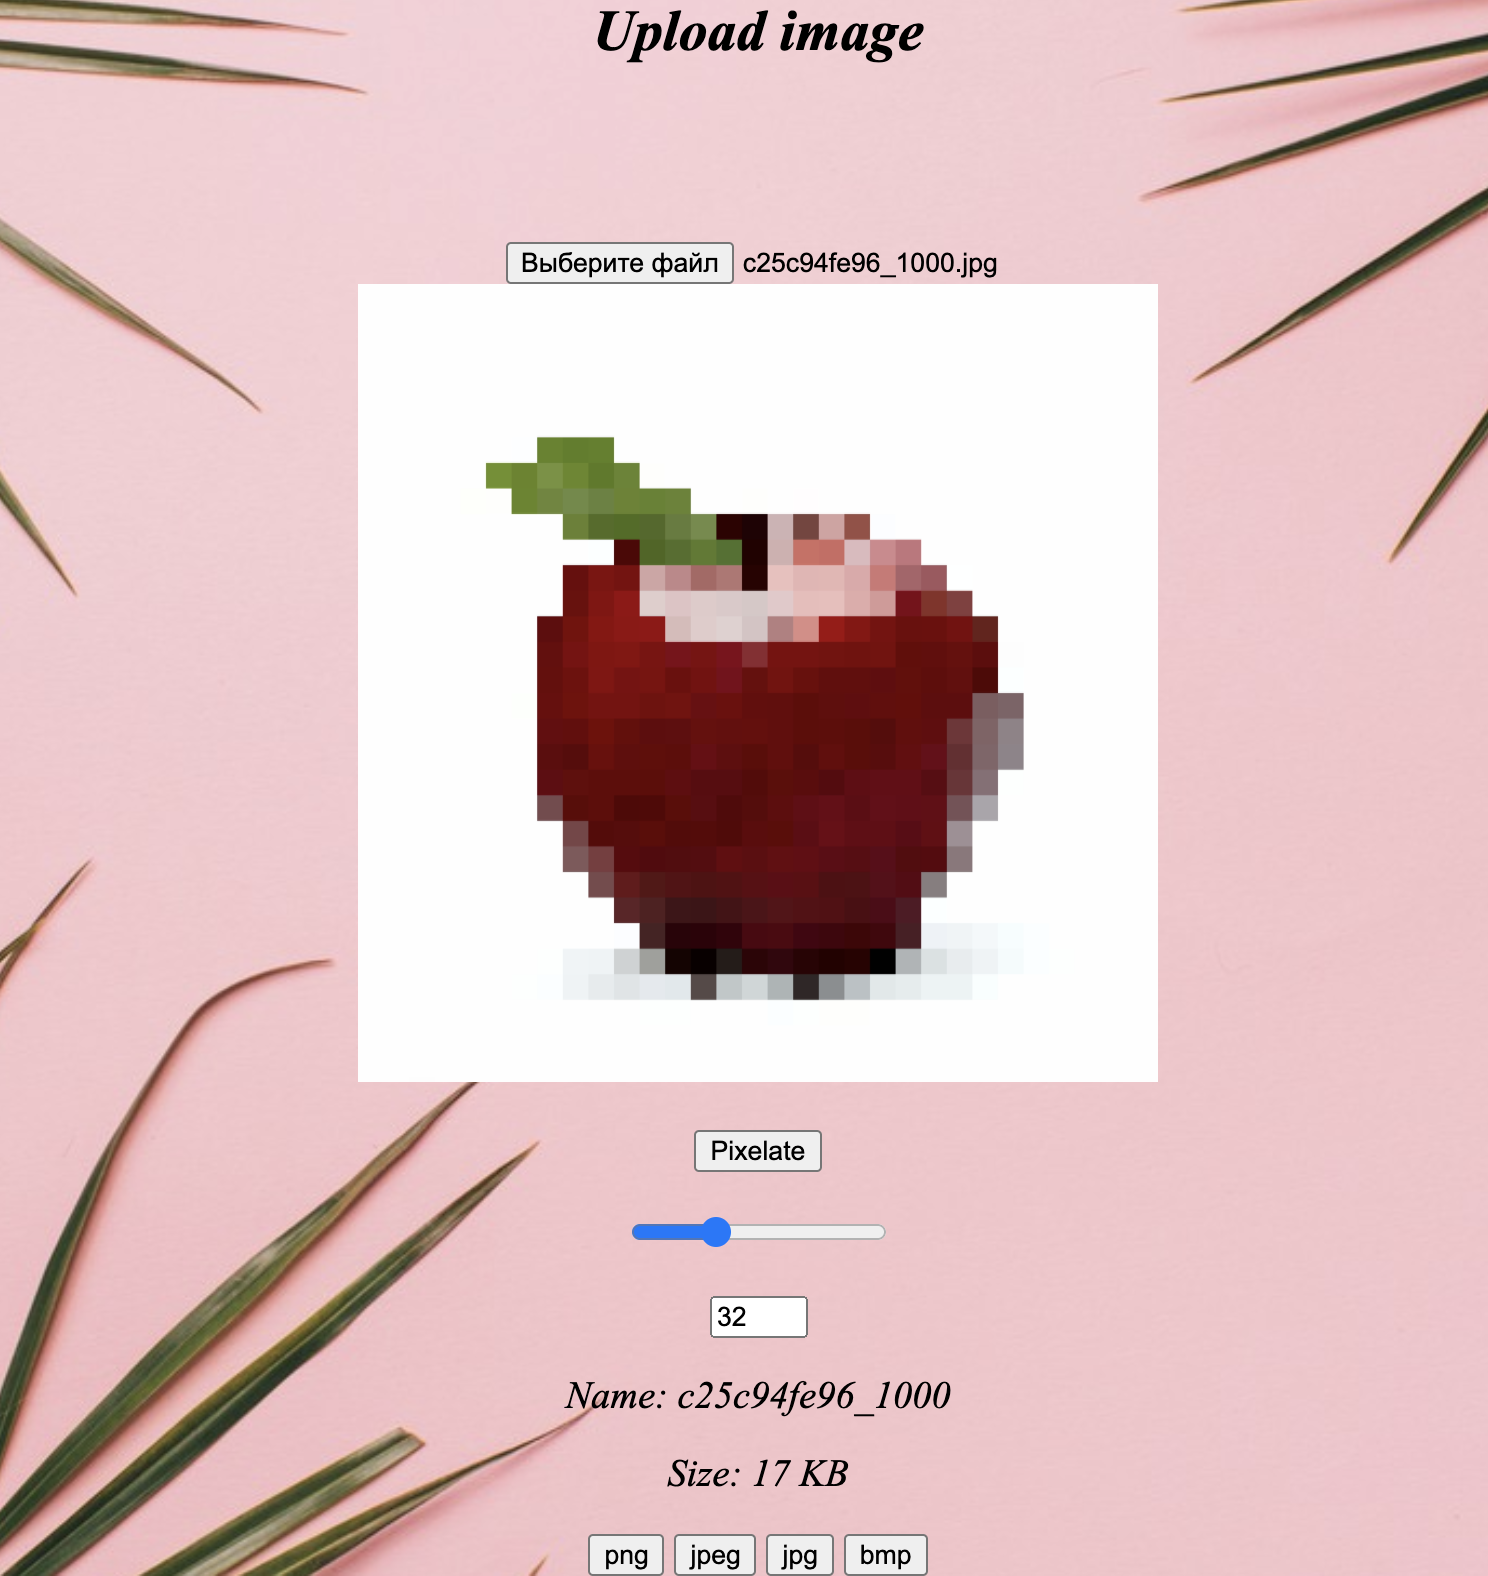 Upload image
Выберите файл c25c94fe96_1000.jpg
Pixelate
32
Name: c25c94fe96_1000
Size: 17 KB
png jpeg jpg bmp